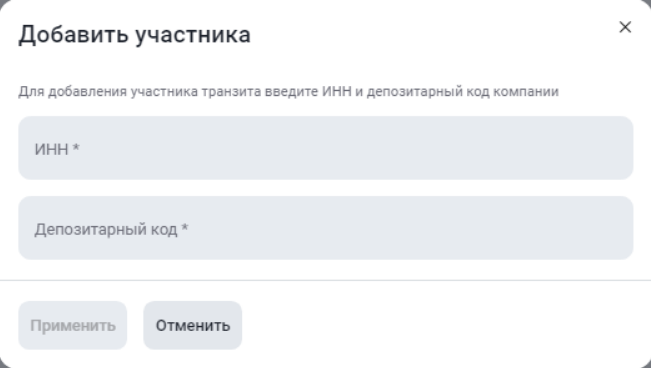 Добавить участника
Для добавления участника транзита введите ИНН и депозитарный код компании
ИНН *
Депозитарный код *
Применить
Отменить